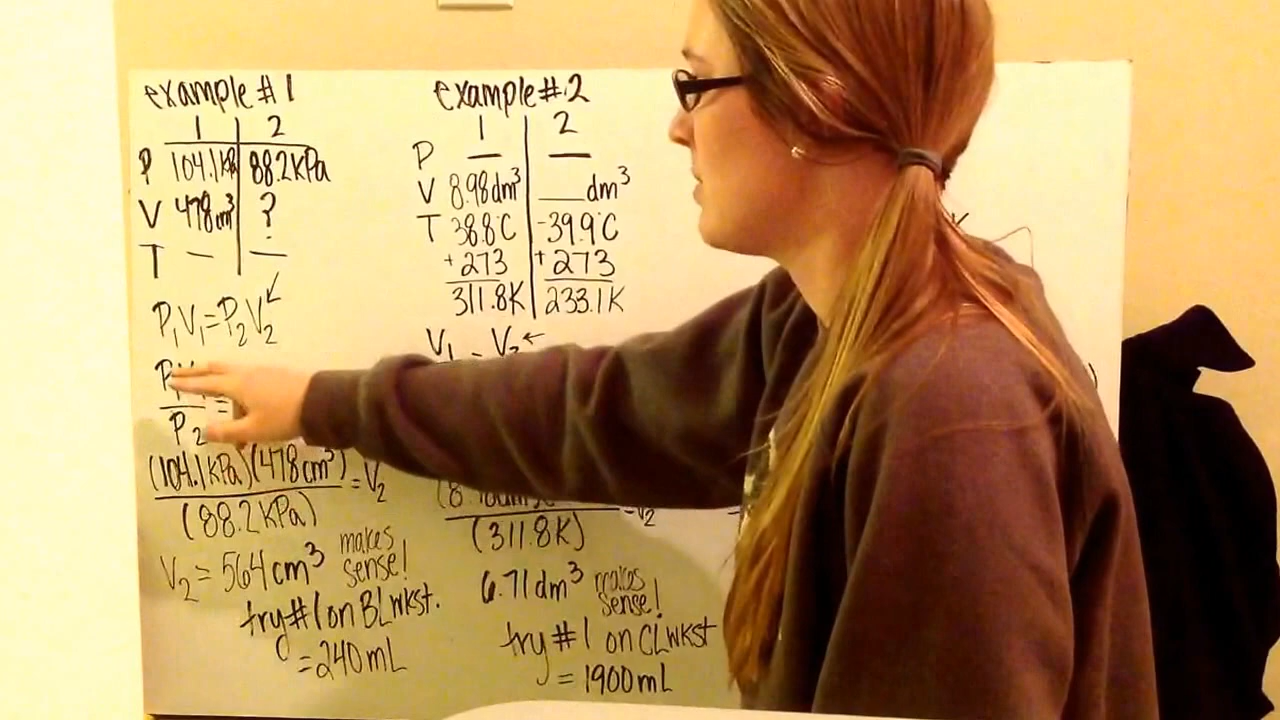 example #1
1 2
P 104.1kPa 88.2kPa
V 478cm³ ?
T — —
P₁V₁=P₂V₂
P₂
(104.1kPa)(478cm³) = V₂
(88.2kPa)
V₂ = 564cm³ makes sense!
try #1 on BL wkst.
= 240mL
example #2
1 2
P — —
V 8.98dm³ ___dm³
T 38.8°C -39.9°C
+273 +273
311.8K 233.1K
V₁ = V₂
(311.8K)
6.71dm³ makes sense!
try #1 on CL wkst
= 1900mL